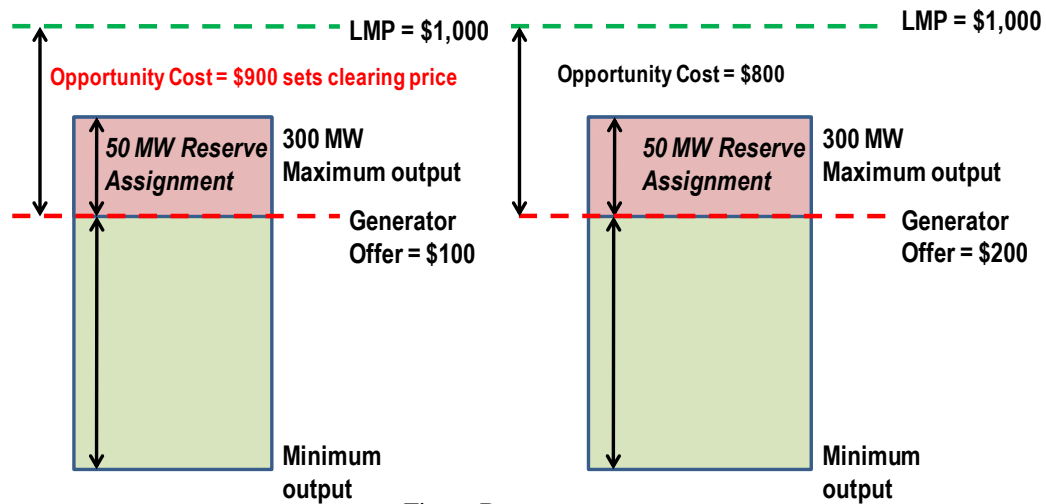 LMP = $1,000
Opportunity Cost = $900 sets clearing price
50 MW Reserve
Assignment
300 MW
Maximum output
Generator
Offer = $100
Minimum
output
LMP = $1,000
Opportunity Cost = $800
50 MW Reserve
Assignment
300 MW
Maximum output
Generator
Offer = $200
Minimum
output